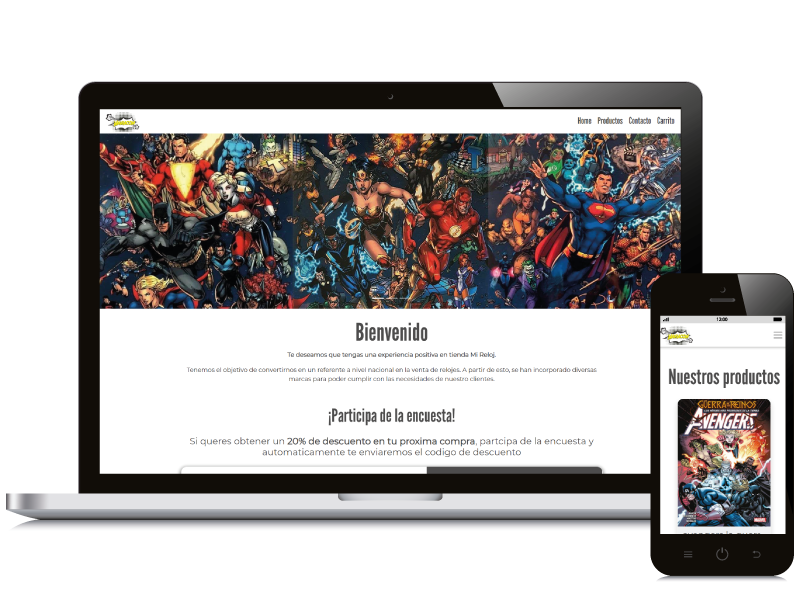 Home Productos Contacto Carrito
Bienvenido
Te deseamos que tengas una experiencia positiva en tienda Mi Reloj.
Tenemos el objetivo de convertirnos en un referente a nivel nacional en la venta de relojes. A partir de esto, se han incorporado diversas
marcas para poder cumplir con las necesidades de nuestro clientes.
¡Participa de la encuesta!
Si queres obtener un 20% de descuento en tu proxima compra, partcipa de la encuesta y
automaticamente te enviaremos el codigo de descuento
13:00
Nuestros productos
GUERRA DE REINOS
AVENGERS
MARVEL